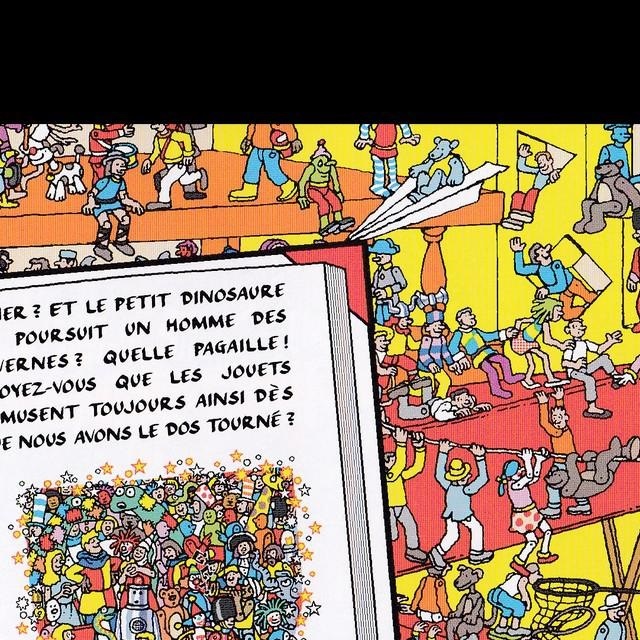 ER ? ET LE PETIT DINOSAURE
POURSUIT UN HOMME DES
VERNES ? QUELLE PAGAILLE !
OYEZ-VOUS QUE LES JOUETS
MUSENT TOUJOURS AINSI DÈS
E NOUS AVONS LE DOS TOURNÉ ?